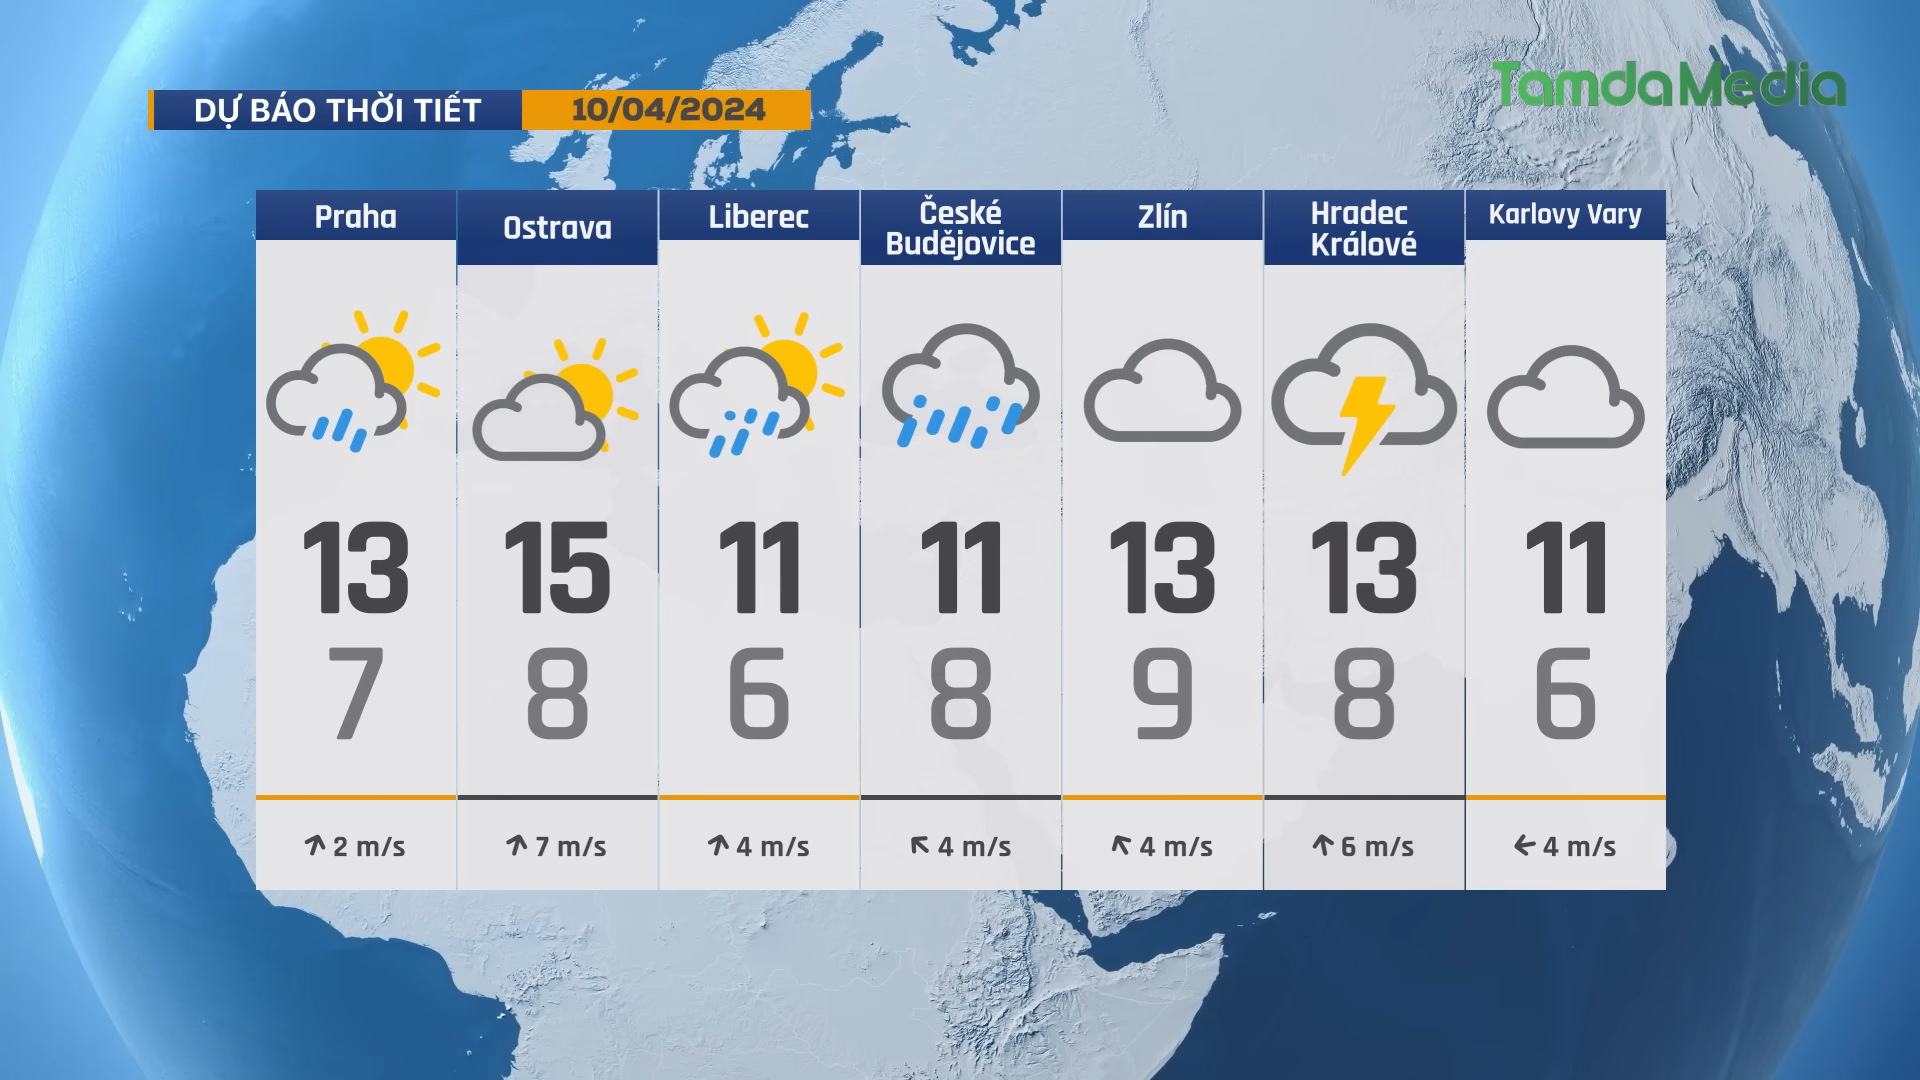 DỰ BÁO THỜI TIẾT 10/04/2024
TamdaMedia
Praha
Ostrava
Liberec
České
Budějovice
Zlín
Hradec
Králové
Karlovy Vary
13 15 11 11 13 13 11
7 8 6 8 9 8 6
2 m/s 7 m/s 4 m/s 4 m/s 4 m/s 6 m/s 4 m/s